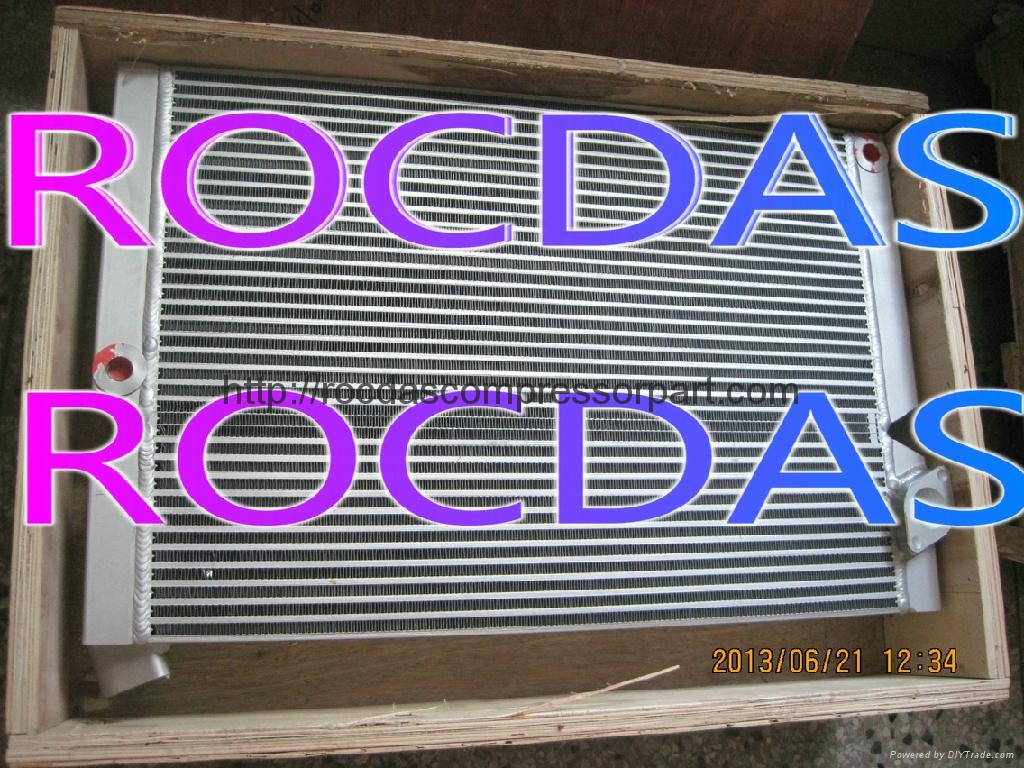 ROCDAS
http://roodascompressorpart.com
ROCDAS
2013/06/21 12:34
Powered by DIYTrade.com